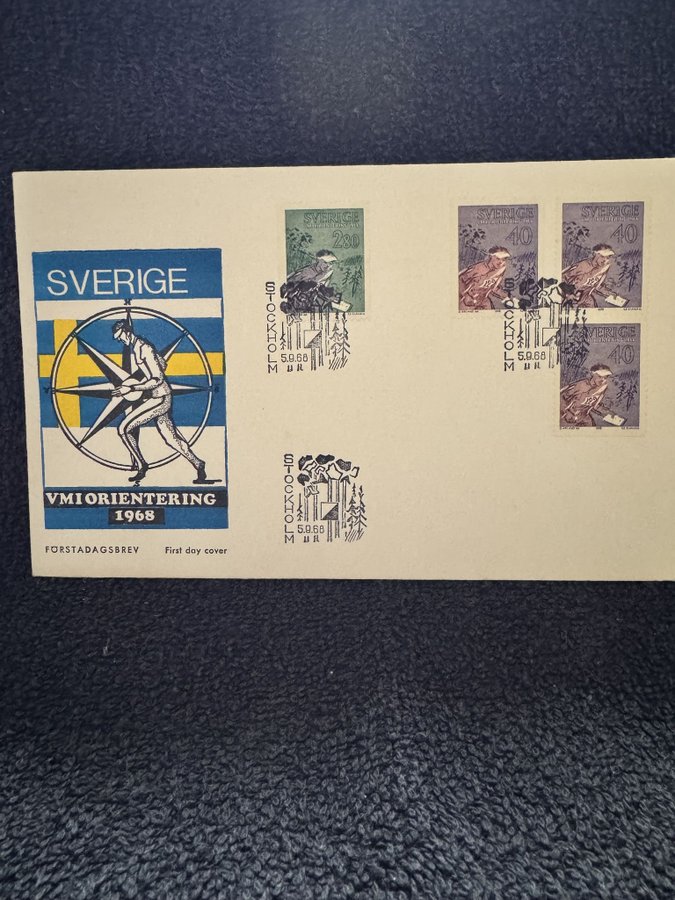 SVERIGE
VM I ORIENTERING
1968
FÖRSTADAGSBREV First day cover
SVERIGE
2.80
STOCKHOLM
5.9.68
SVERIGE
40
SVERIGE
40
STOCKHOLM
5.9.68
SVERIGE
40
STOCKHOLM
5.9.68